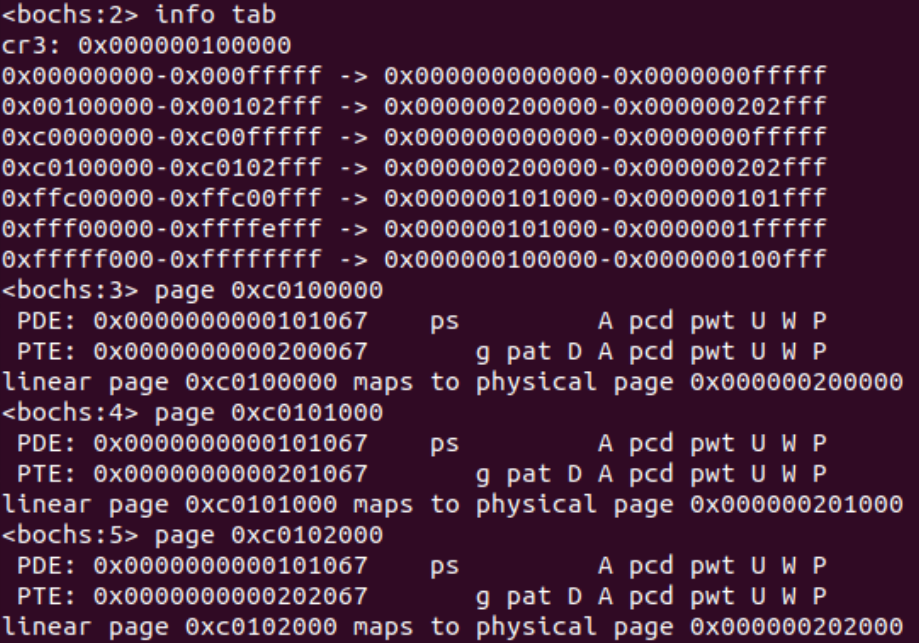 <bochs:2> info tab
cr3: 0x000000100000
0x00000000-0x000fffff -> 0x000000000000-0x0000000fffff
0x00100000-0x00102fff -> 0x000000200000-0x000000202fff
0xc0000000-0xc00fffff -> 0x000000000000-0x0000000fffff
0xc0100000-0xc0102fff -> 0x000000200000-0x000000202fff
0xffc00000-0xffc00fff -> 0x000000101000-0x000000101fff
0xfff00000-0xffffefff -> 0x000000101000-0x0000001fffff
0xfffff000-0xffffffff -> 0x000000100000-0x000000100fff
<bochs:3> page 0xc0100000
 PDE: 0x0000000000101067    ps         A pcd pwt U W P
 PTE: 0x0000000000200067       g pat D A pcd pwt U W P
linear page 0xc0100000 maps to physical page 0x000000200000
<bochs:4> page 0xc0101000
 PDE: 0x0000000000101067    ps         A pcd pwt U W P
 PTE: 0x0000000000201067       g pat D A pcd pwt U W P
linear page 0xc0101000 maps to physical page 0x000000201000
<bochs:5> page 0xc0102000
 PDE: 0x0000000000101067    ps         A pcd pwt U W P
 PTE: 0x0000000000202067       g pat D A pcd pwt U W P
linear page 0xc0102000 maps to physical page 0x000000202000